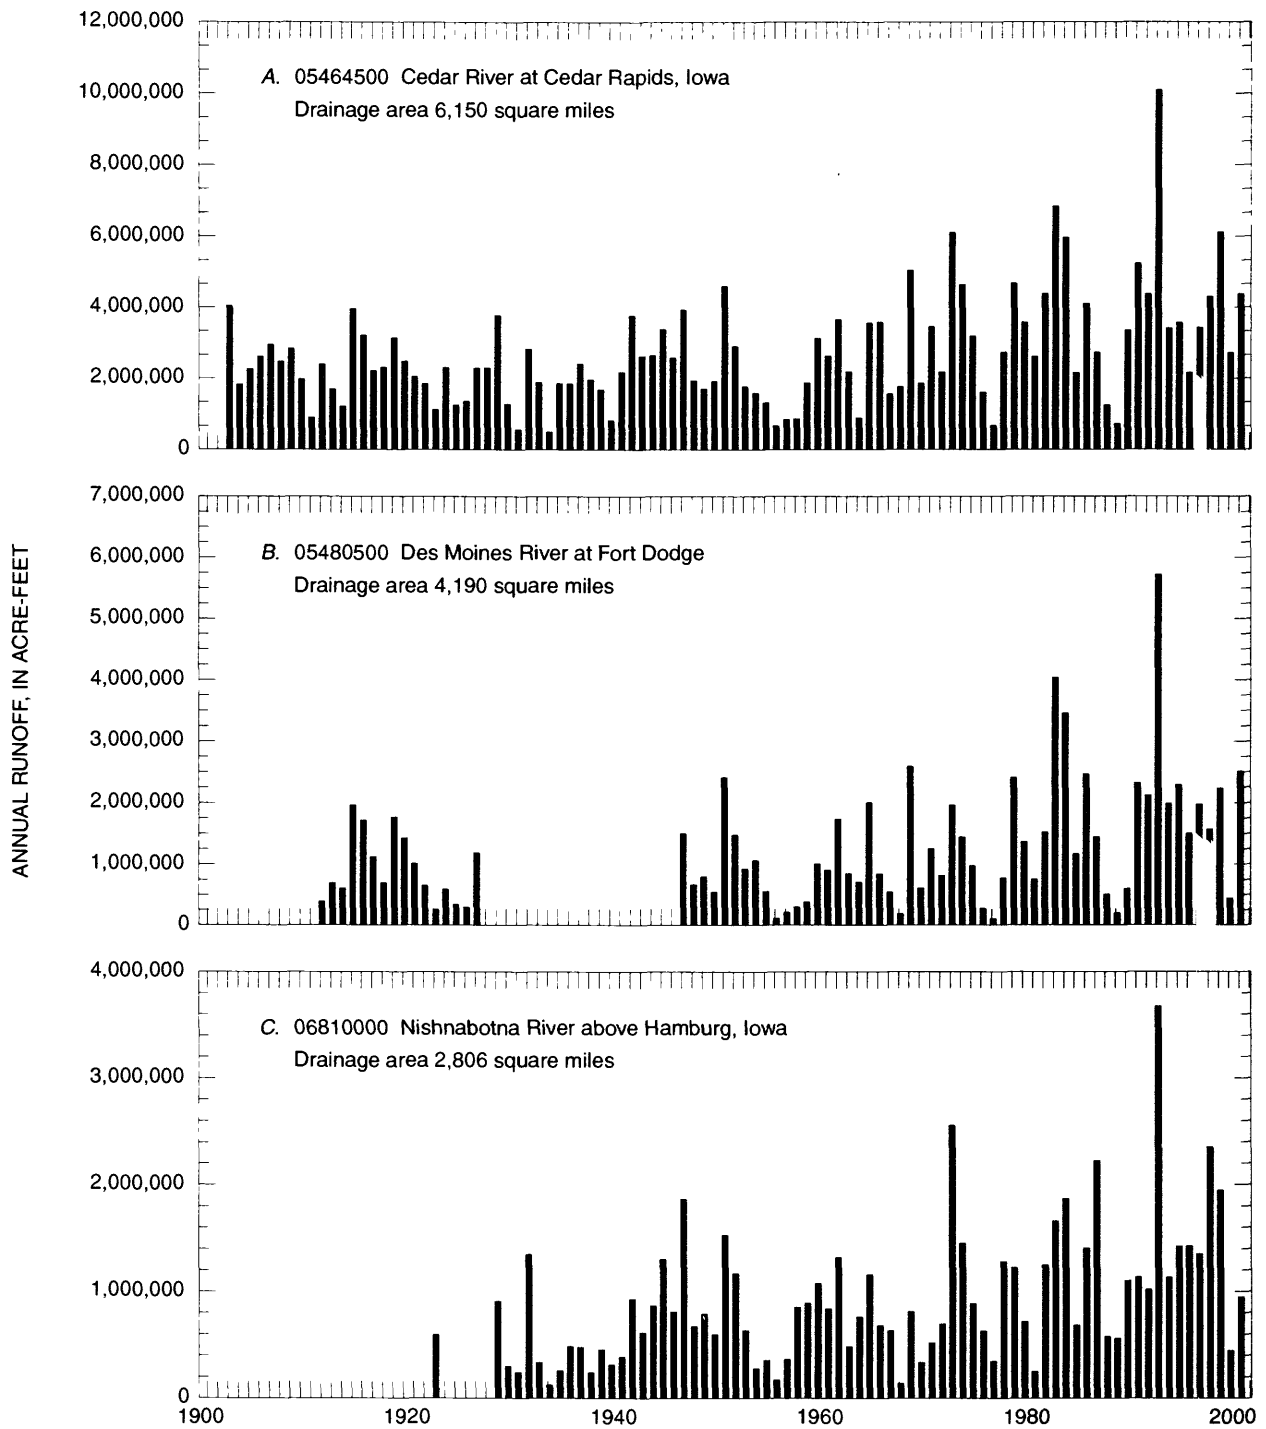 12,000,000
A. 05464500 Cedar River at Cedar Rapids, Iowa
10,000,000
Drainage area 6,150 square miles
8,000,000
6,000,000
4,000,000
2,000,000
0
7,000,000
B. 05480500 Des Moines River at Fort Dodge
6,000,000
Drainage area 4,190 square miles
5,000,000
4,000,000
3,000,000
2,000,000
1,000,000
0
ANNUAL RUNOFF, IN ACRE-FEET
4,000,000
C. 06810000 Nishnabotna River above Hamburg, Iowa
Drainage area 2,806 square miles
3,000,000
2,000,000
1,000,000
0
1900 1920 1940 1960 1980 2000